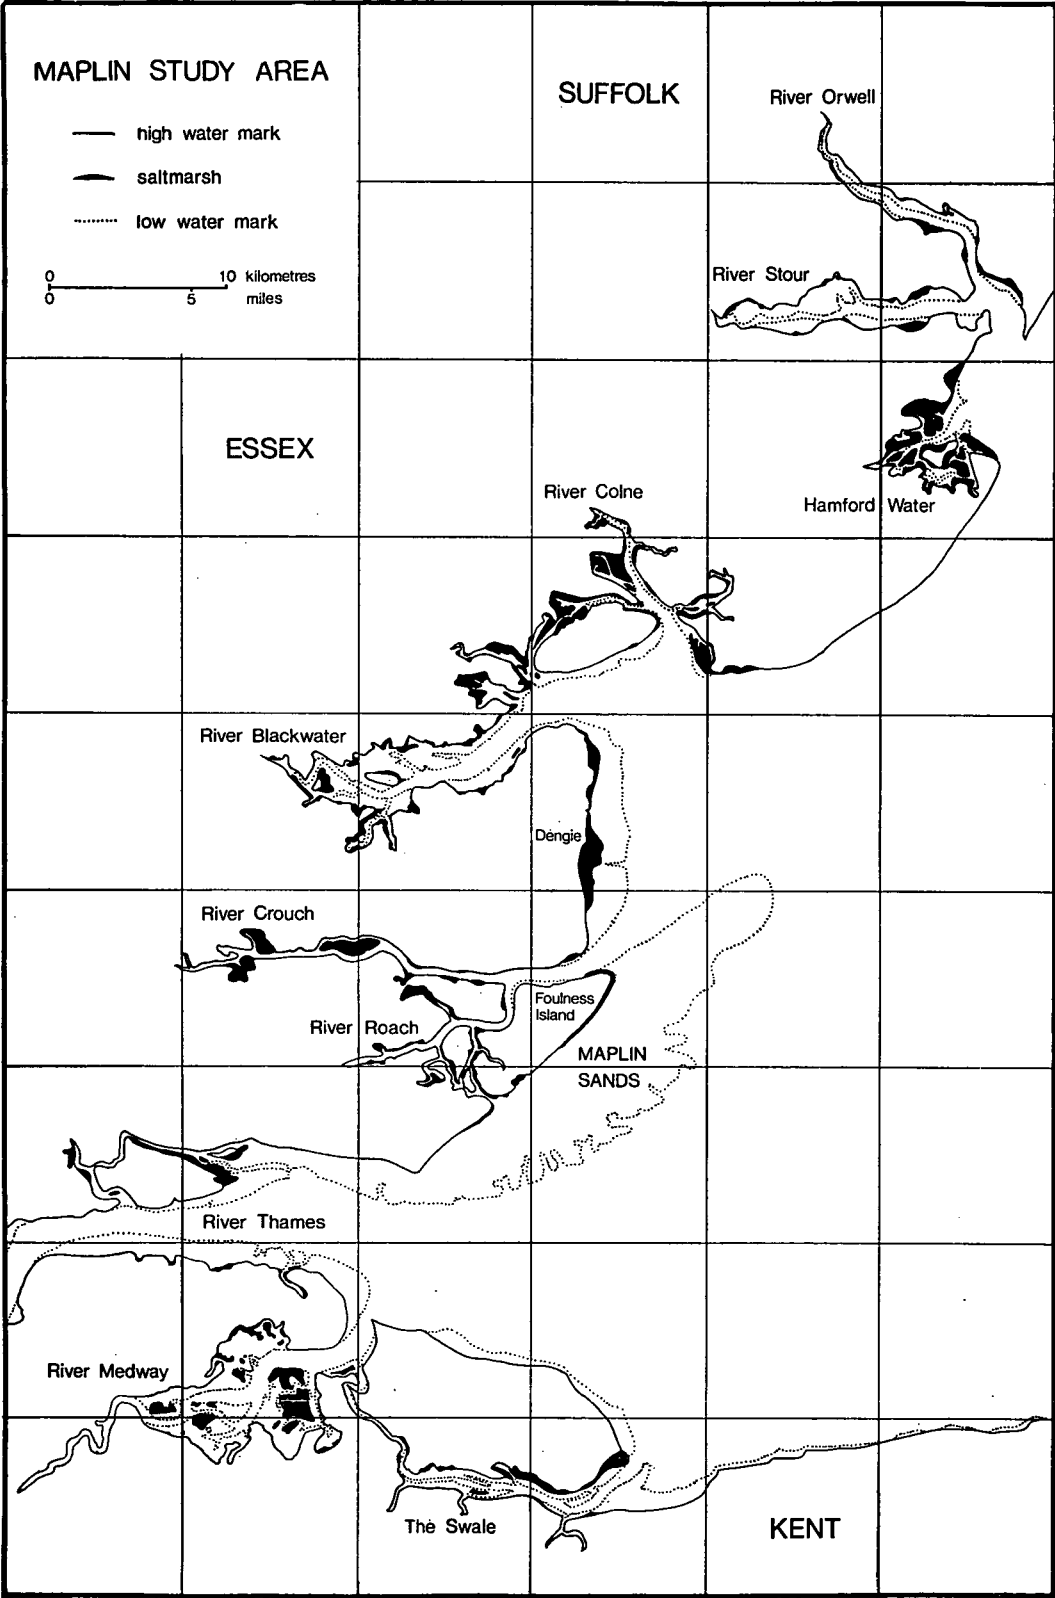 MAPLIN STUDY AREA
high water mark
saltmarsh
low water mark
0 10 kilometres
0 5 miles
SUFFOLK
River Orwell
River Stour
ESSEX
River Colne
Hamford Water
River Blackwater
Dengie
River Crouch
Foulness
Island
River Roach
MAPLIN
SANDS
River Thames
River Medway
The Swale
KENT